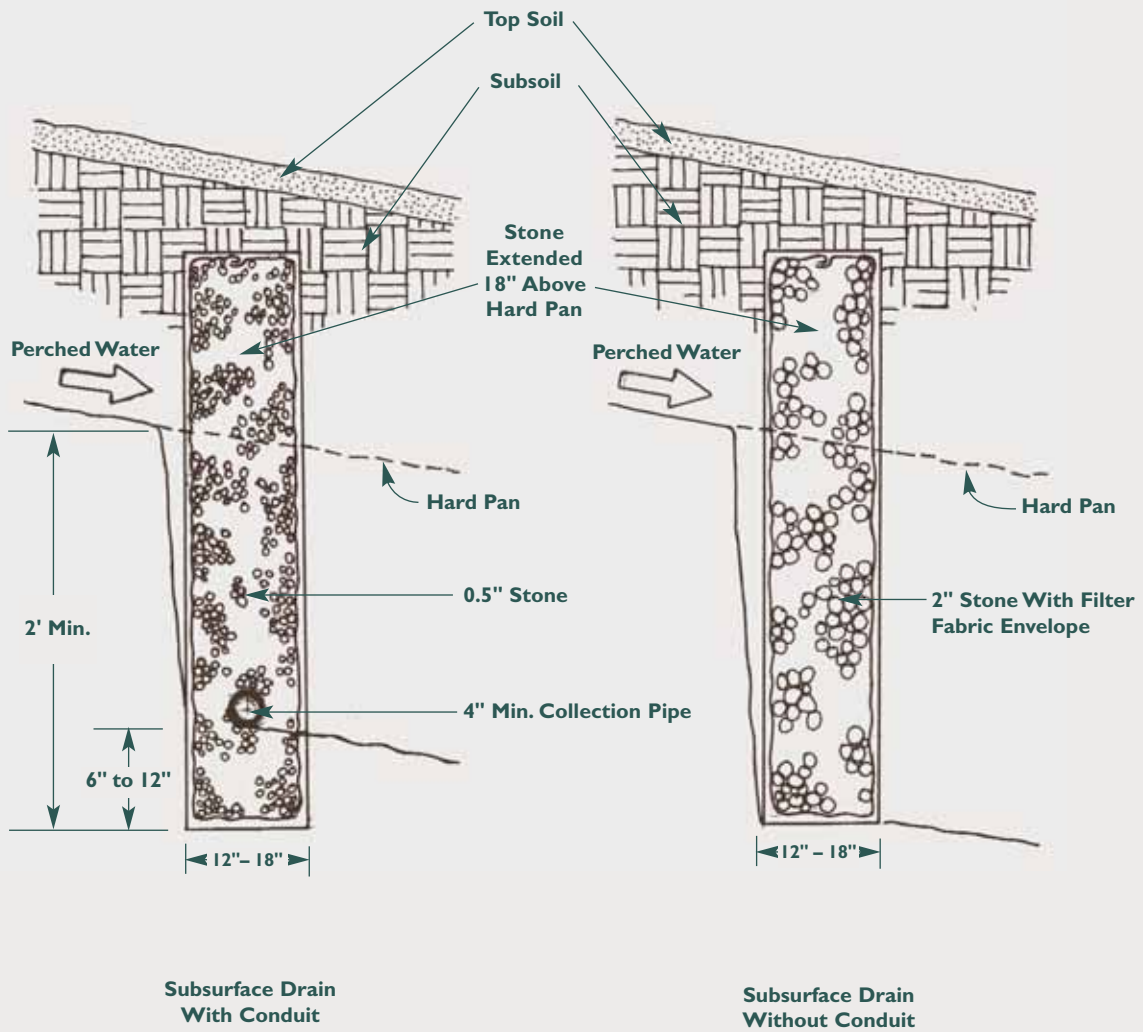 Top Soil
Subsoil
Stone
Extended
18" Above
Hard Pan
Perched Water
Perched Water
Hard Pan
Hard Pan
0.5" Stone
2" Stone With Filter
Fabric Envelope
2' Min.
4" Min. Collection Pipe
6" to 12"
12"– 18"
12" – 18"
Subsurface Drain
With Conduit
Subsurface Drain
Without Conduit